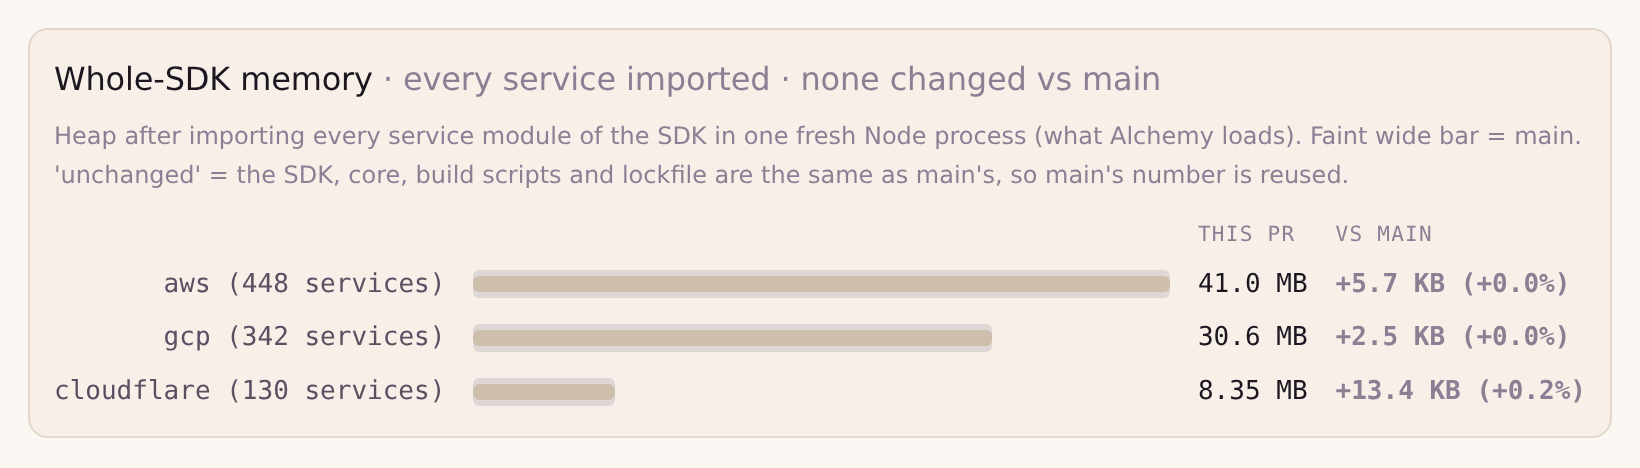 Whole-SDK memory · every service imported · none changed vs main
Heap after importing every service module of the SDK in one fresh Node process (what Alchemy loads). Faint wide bar = main.
'unchanged' = the SDK, core, build scripts and lockfile are the same as main's, so main's number is reused.
THIS PR VS MAIN
aws (448 services) 41.0 MB +5.7 KB (+0.0%)
gcp (342 services) 30.6 MB +2.5 KB (+0.0%)
cloudflare (130 services) 8.35 MB +13.4 KB (+0.2%)